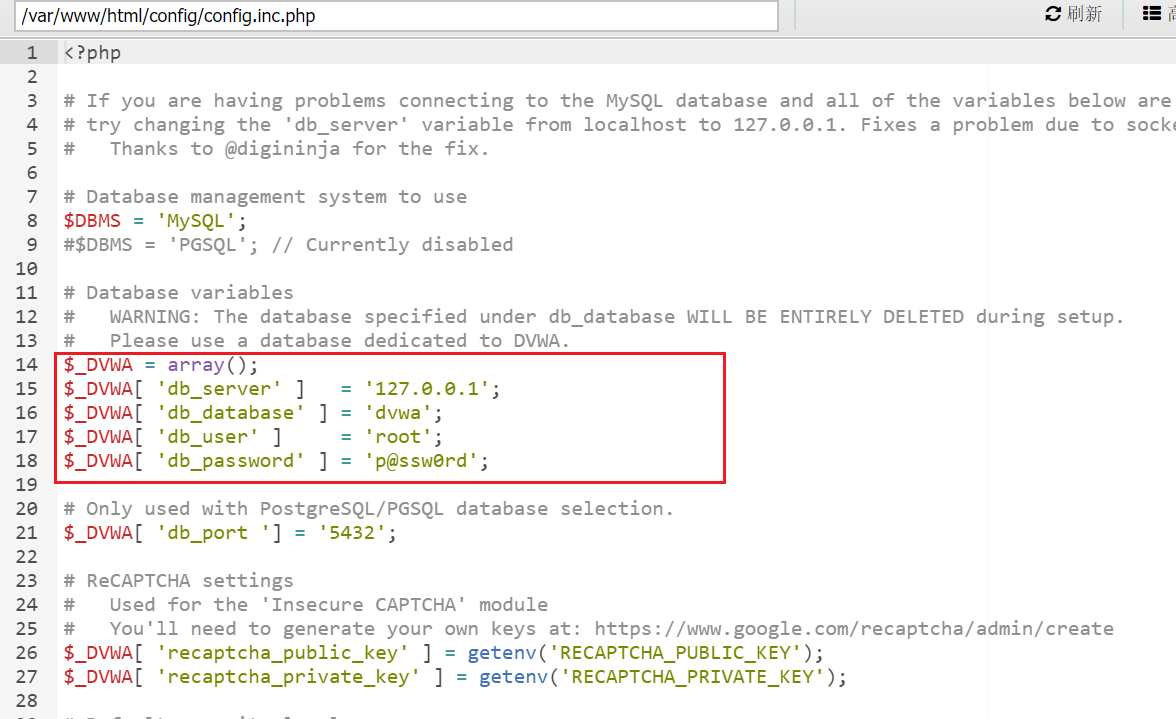 /var/www/html/config/config.inc.php 刷新
1 <?php
2
3 # If you are having problems connecting to the MySQL database and all of the variables below are
4 # try changing the 'db_server' variable from localhost to 127.0.0.1. Fixes a problem due to socke
5 #   Thanks to @digininja for the fix.
6
7 # Database management system to use
8 $DBMS = 'MySQL';
9 #$DBMS = 'PGSQL'; // Currently disabled
10
11 # Database variables
12 #   WARNING: The database specified under db_database WILL BE ENTIRELY DELETED during setup.
13 #   Please use a database dedicated to DVWA.
14 $_DVWA = array();
15 $_DVWA[ 'db_server' ]   = '127.0.0.1';
16 $_DVWA[ 'db_database' ] = 'dvwa';
17 $_DVWA[ 'db_user' ]     = 'root';
18 $_DVWA[ 'db_password' ] = 'p@ssw0rd';
19
20 # Only used with PostgreSQL/PGSQL database selection.
21 $_DVWA[ 'db_port '] = '5432';
22
23 # ReCAPTCHA settings
24 #   Used for the 'Insecure CAPTCHA' module
25 #   You'll need to generate your own keys at: https://www.google.com/recaptcha/admin/create
26 $_DVWA[ 'recaptcha_public_key' ] = getenv('RECAPTCHA_PUBLIC_KEY');
27 $_DVWA[ 'recaptcha_private_key' ] = getenv('RECAPTCHA_PRIVATE_KEY');
28